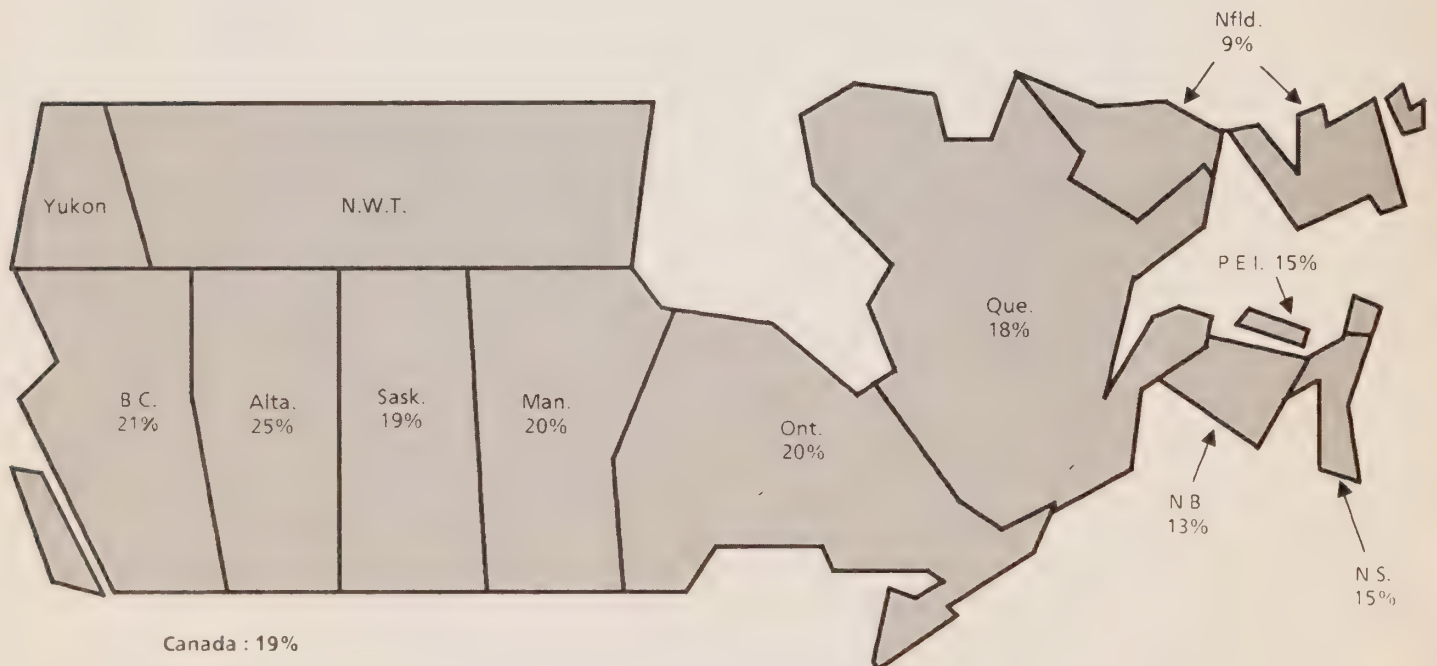 Nfld.
9%
Yukon
N.W.T.
P E I. 15%
Que.
18%
B C.
21%
Alta.
25%
Sask.
19%
Man.
20%
Ont.
20%
N B
13%
N S.
15%
Canada : 19%